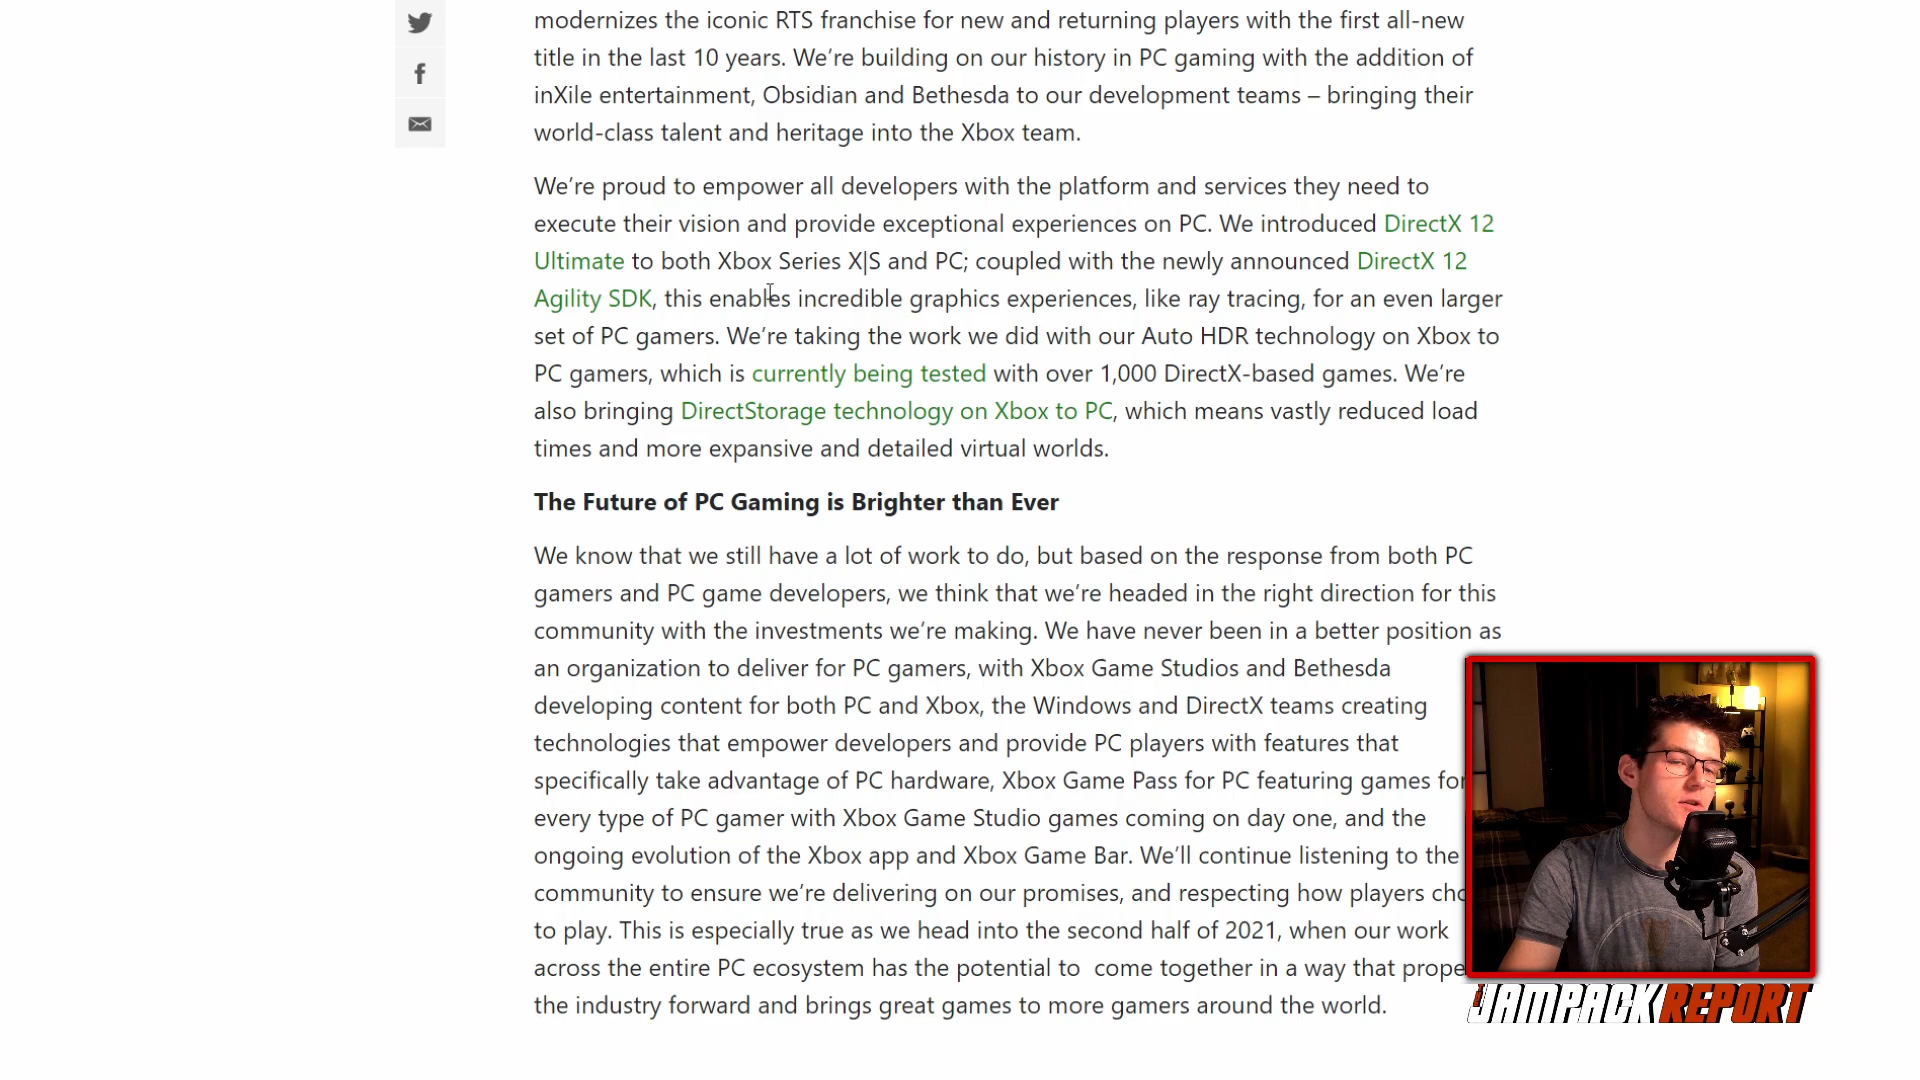 modernizes the iconic RTS franchise for new and returning players with the first all-new
title in the last 10 years. We’re building on our history in PC gaming with the addition of
inXile entertainment, Obsidian and Bethesda to our development teams – bringing their
world-class talent and heritage into the Xbox team.
We’re proud to empower all developers with the platform and services they need to
execute their vision and provide exceptional experiences on PC. We introduced DirectX 12
Ultimate to both Xbox Series X|S and PC; coupled with the newly announced DirectX 12
Agility SDK, this enables incredible graphics experiences, like ray tracing, for an even larger
set of PC gamers. We’re taking the work we did with our Auto HDR technology on Xbox to
PC gamers, which is currently being tested with over 1,000 DirectX-based games. We’re
also bringing DirectStorage technology on Xbox to PC, which means vastly reduced load
times and more expansive and detailed virtual worlds.
The Future of PC Gaming is Brighter than Ever
We know that we still have a lot of work to do, but based on the response from both PC
gamers and PC game developers, we think that we’re headed in the right direction for this
community with the investments we’re making. We have never been in a better position as
an organization to deliver for PC gamers, with Xbox Game Studios and Bethesda
developing content for both PC and Xbox, the Windows and DirectX teams creating
technologies that empower developers and provide PC players with features that
specifically take advantage of PC hardware, Xbox Game Pass for PC featuring games for
every type of PC gamer with Xbox Game Studio games coming on day one, and the
ongoing evolution of the Xbox app and Xbox Game Bar. We’ll continue listening to the
community to ensure we’re delivering on our promises, and respecting how players cho
to play. This is especially true as we head into the second half of 2021, when our work
across the entire PC ecosystem has the potential to come together in a way that prope
the industry forward and brings great games to more gamers around the world.
JAMPACK REPORT